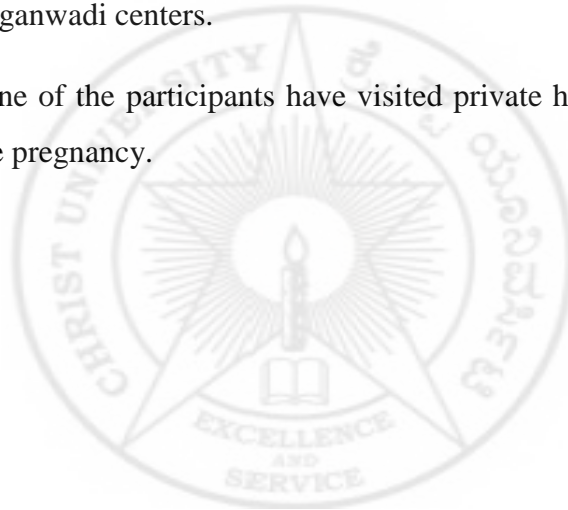 ganwadi centers.
ne of the participants have visited private h
e pregnancy.
CHRIST UNIVERSITY
EXCELLENCE
AND
SERVICE